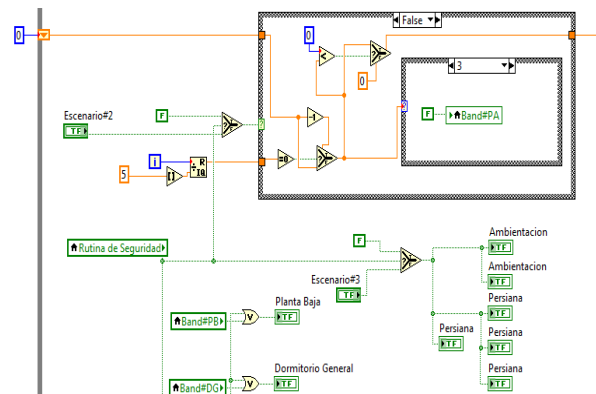 False
0
0
<
?
0
3
F
Band#PA
Escenario#2
TF
F
?
-1
=0
?
i
R
IQ
5
[]
Rutina de Seguridad
F
?
Ambientacion
TF
Ambientacion
TF
Escenario#3
TF
Persiana
TF
Persiana
TF
Persiana
TF
Persiana
TF
Planta Baja
Band#PB
V
TF
Dormitorio General
Band#DG
V
TF